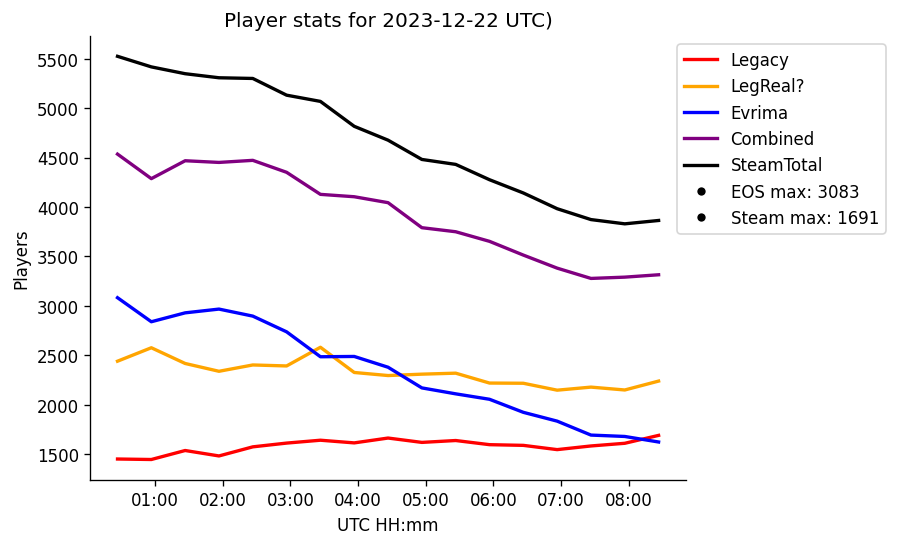 Player stats for 2023-12-22 UTC)
Legacy
LegReal?
Evrima
Combined
SteamTotal
EOS max: 3083
Steam max: 1691
Players
5500
5000
4500
4000
3500
3000
2500
2000
1500
01:00 02:00 03:00 04:00 05:00 06:00 07:00 08:00
UTC HH:mm